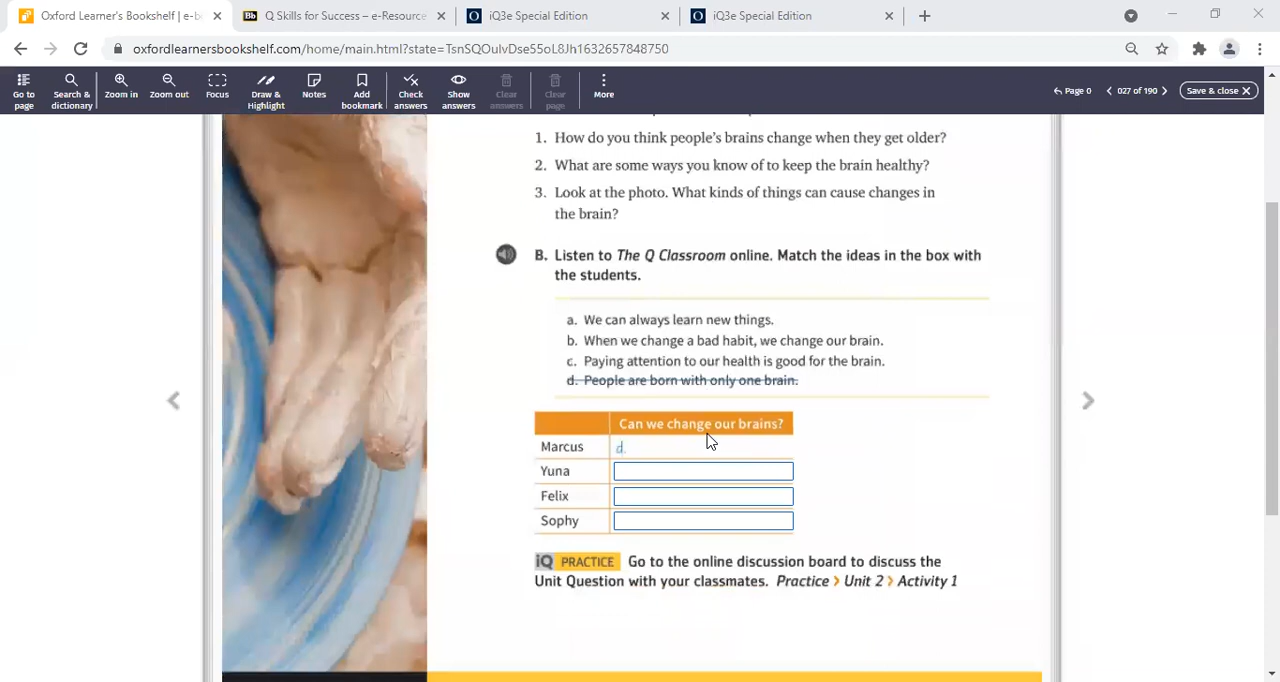 Oxford Learner's Bookshelf | e-b
Q Skills for Success – e-Resource
iQ3e Special Edition
iQ3e Special Edition
oxfordlearnersbookshelf.com/home/main.html?state=TsnSQOulvDse55oL8Jh1632657848750
Go to page
Search & dictionary
Zoom in
Zoom out
Focus
Draw & Highlight
Notes
Add bookmark
Check answers
Show answers
Clear answers
Clear page
More
Page 0
027 of 190
Save & close
1. How do you think people's brains change when they get older?
2. What are some ways you know of to keep the brain healthy?
3. Look at the photo. What kinds of things can cause changes in
the brain?
B. Listen to The Q Classroom online. Match the ideas in the box with
the students.
a. We can always learn new things.
b. When we change a bad habit, we change our brain.
c. Paying attention to our health is good for the brain.
d. People are born with only one brain.
Can we change our brains?
Marcus d.
Yuna
Felix
Sophy
iQ PRACTICE Go to the online discussion board to discuss the
Unit Question with your classmates. Practice > Unit 2 > Activity 1